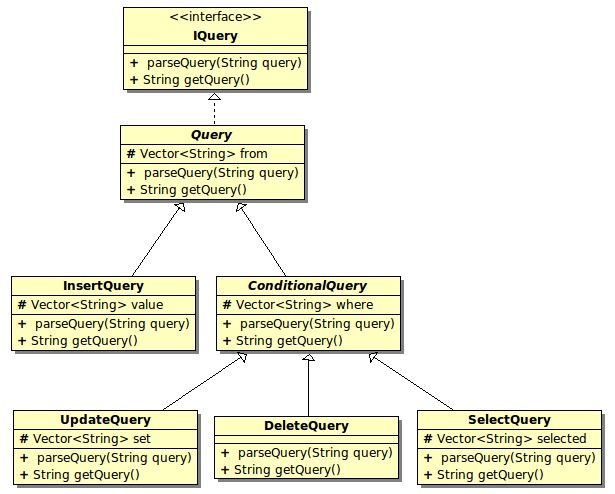 <<interface>>
IQuery
+ parseQuery(String query)
+ String getQuery()
Query
# Vector<String> from
+ parseQuery(String query)
+ String getQuery()
InsertQuery
# Vector<String> value
+ parseQuery(String query)
+ String getQuery()
ConditionalQuery
# Vector<String> where
+ parseQuery(String query)
+ String getQuery()
UpdateQuery
# Vector<String> set
+ parseQuery(String query)
+ String getQuery()
DeleteQuery
+ parseQuery(String query)
+ String getQuery()
SelectQuery
# Vector<String> selected
+ parseQuery(String query)
+ String getQuery()